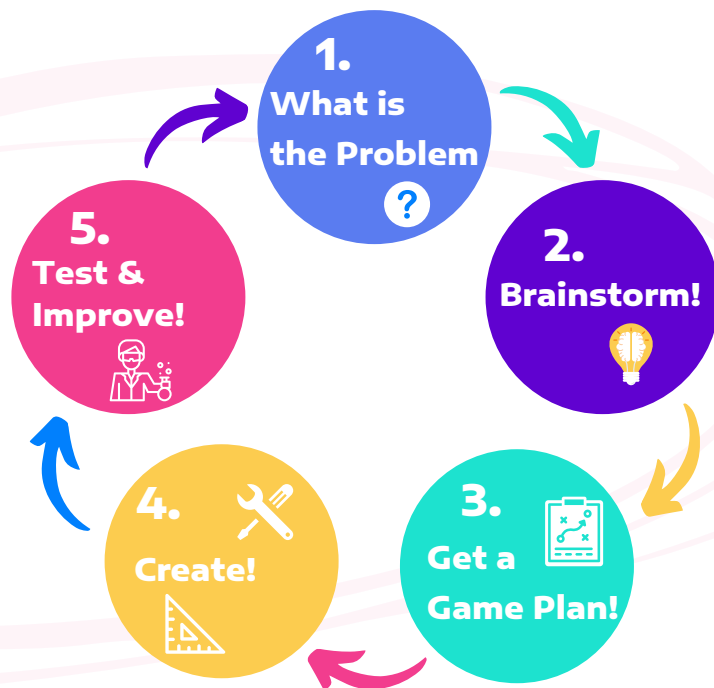 1.
What is
the Problem
?
2.
Brainstorm!
3.
Get a
Game Plan!
4.
Create!
5.
Test &
Improve!